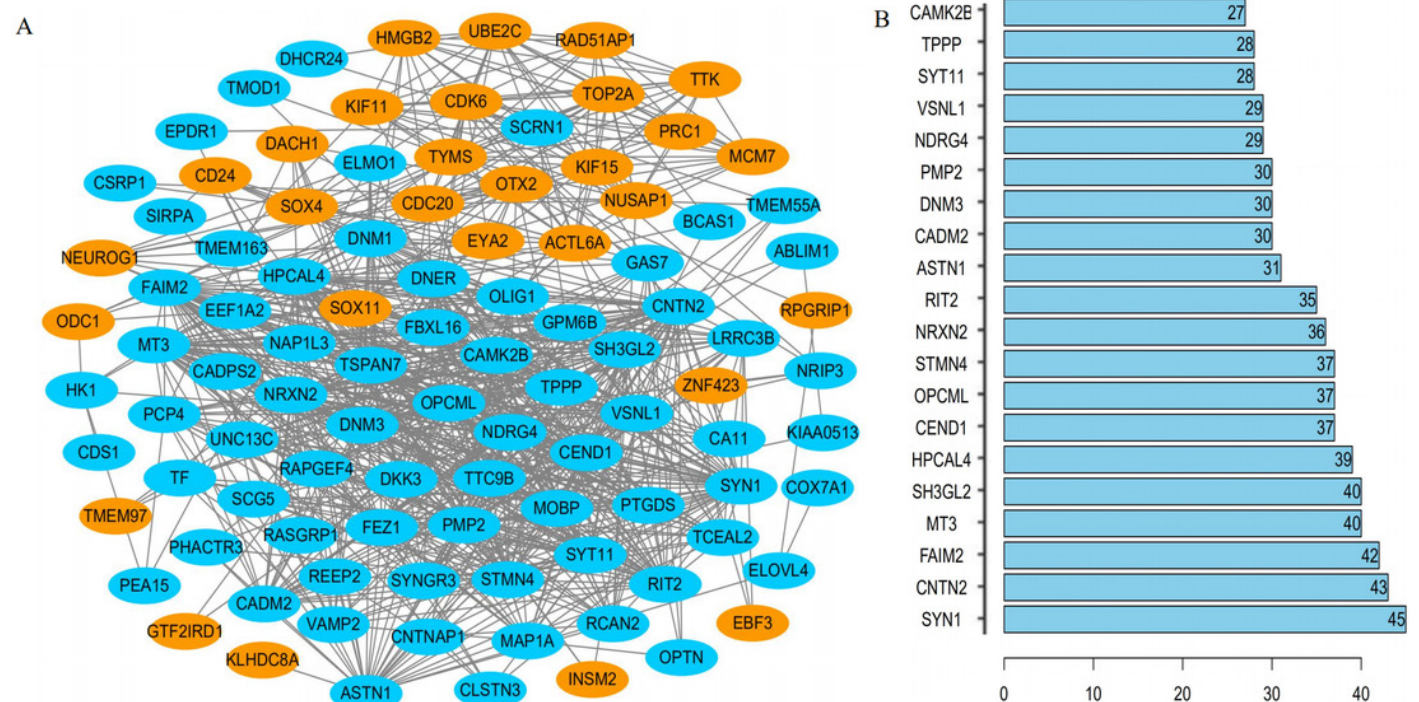 A
HMGB2
UBE2C
RAD51AP1
DHCR24
TTK
TMOD1
KIF11
CDK6
TOP2A
EPDR1
SCRN1
PRC1
DACH1
ELMO1
TYMS
KIF15
MCM7
CSRP1
CD24
OTX2
SIRPA
SOX4
CDC20
NUSAP1
BCAS1
TMEM55A
NEUROG1
TMEM163
DNM1
EYA2
ACTL6A
ABLIM1
FAIM2
HPCAL4
DNER
GAS7
ODC1
EEF1A2
SOX11
OLIG1
CNTN2
RPGRIP1
MT3
NAP1L3
FBXL16
GPM6B
LRRC3B
CADPS2
TSPAN7
CAMK2B
SH3GL2
NRIP3
HK1
NRXN2
OPCML
TPPP
ZNF423
PCP4
DNM3
NDRG4
VSNL1
KIAA0513
CDS1
UNC13C
CEND1
CA11
TF
RAPGEF4
DKK3
TTC9B
SYN1
COX7A1
TMEM97
SCG5
MOBP
PTGDS
PHACTR3
RASGRP1
FEZ1
PMP2
TCEAL2
PEA15
REEP2
SYNGR3
STMN4
SYT11
RIT2
ELOVL4
CADM2
VAMP2
CNTNAP1
MAP1A
RCAN2
EBF3
GTF2IRD1
KLHDC8A
OPTN
ASTN1
CLSTN3
INSM2
B
CAMK2B 27
TPPP 28
SYT11 28
VSNL1 29
NDRG4 29
PMP2 30
DNM3 30
CADM2 30
ASTN1 31
RIT2 35
NRXN2 36
STMN4 37
OPCML 37
CEND1 37
HPCAL4 39
SH3GL2 40
MT3 40
FAIM2 42
CNTN2 43
SYN1 45
0 10 20 30 40